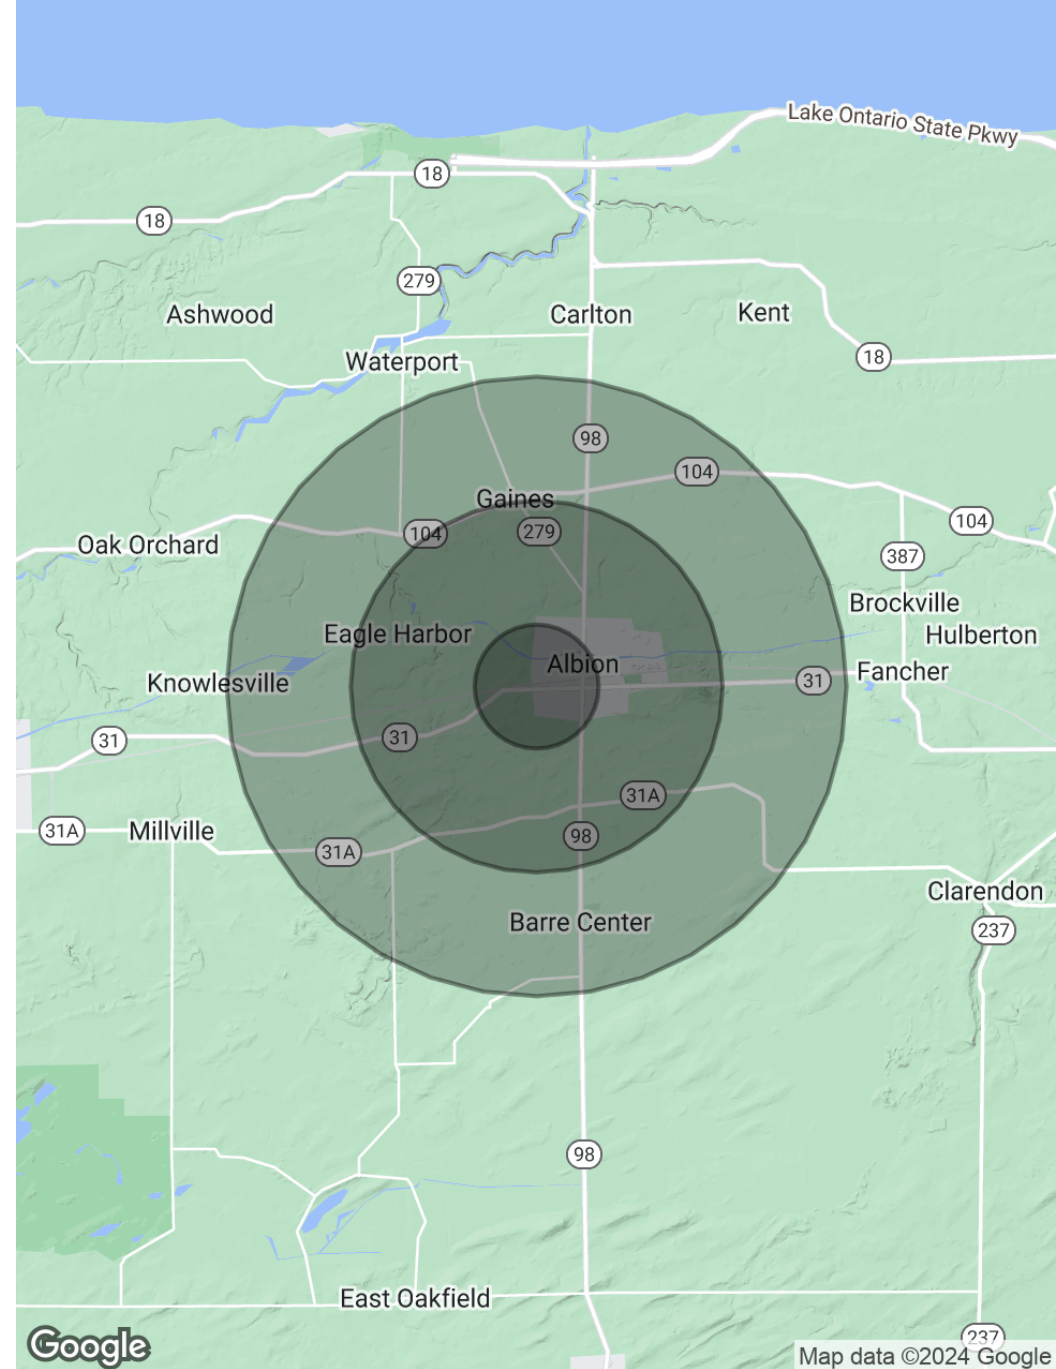 Lake Ontario State Pkwy
18
18
279
Ashwood
Carlton
Kent
Waterport
18
98
104
Gaines
104
279
104
Oak Orchard
387
Brockville
Eagle Harbor
Hulberton
Albion
Fancher
Knowlesville
31
31
31
31A
31A
Millville
98
31A
Clarendon
Barre Center
237
98
East Oakfield
237
Google
Map data ©2024 Google